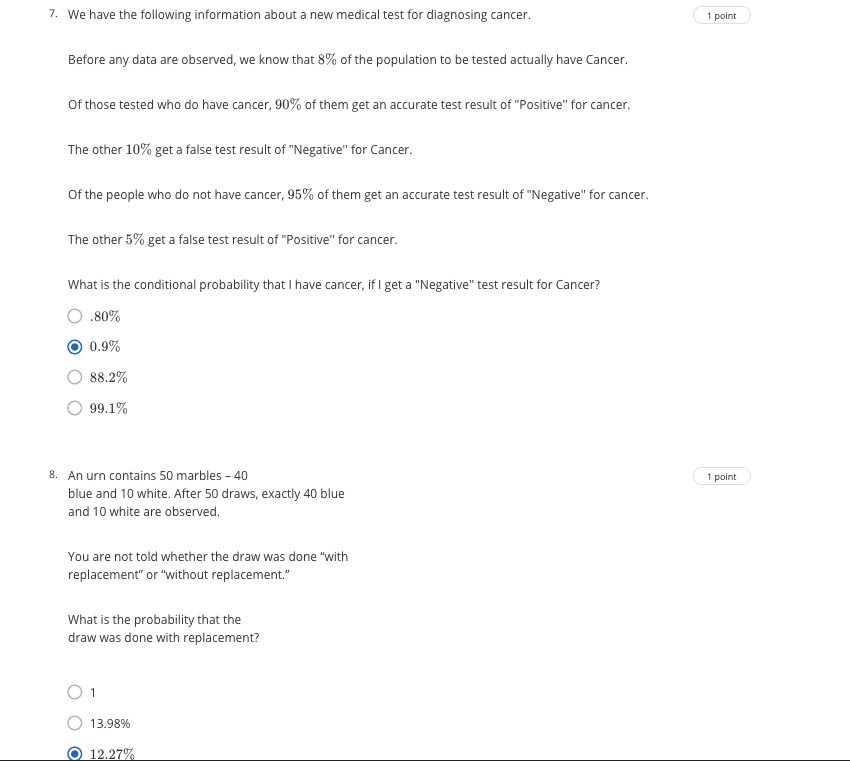 7. We have the following information about a new medical test for diagnosing cancer.
1 point
Before any data are observed, we know that 8% of the population to be tested actually have Cancer.
Of those tested who do have cancer, 90% of them get an accurate test result of "Positive" for cancer.
The other 10% get a false test result of "Negative" for Cancer.
Of the people who do not have cancer, 95% of them get an accurate test result of "Negative" for cancer.
The other 5% get a false test result of "Positive" for cancer.
What is the conditional probability that I have cancer, if I get a "Negative" test result for Cancer?
.80%
0.9%
88.2%
99.1%
8. An urn contains 50 marbles – 40
1 point
blue and 10 white. After 50 draws, exactly 40 blue
and 10 white are observed.
You are not told whether the draw was done “with
replacement” or “without replacement.”
What is the probability that the
draw was done with replacement?
1
13.98%
12.27%